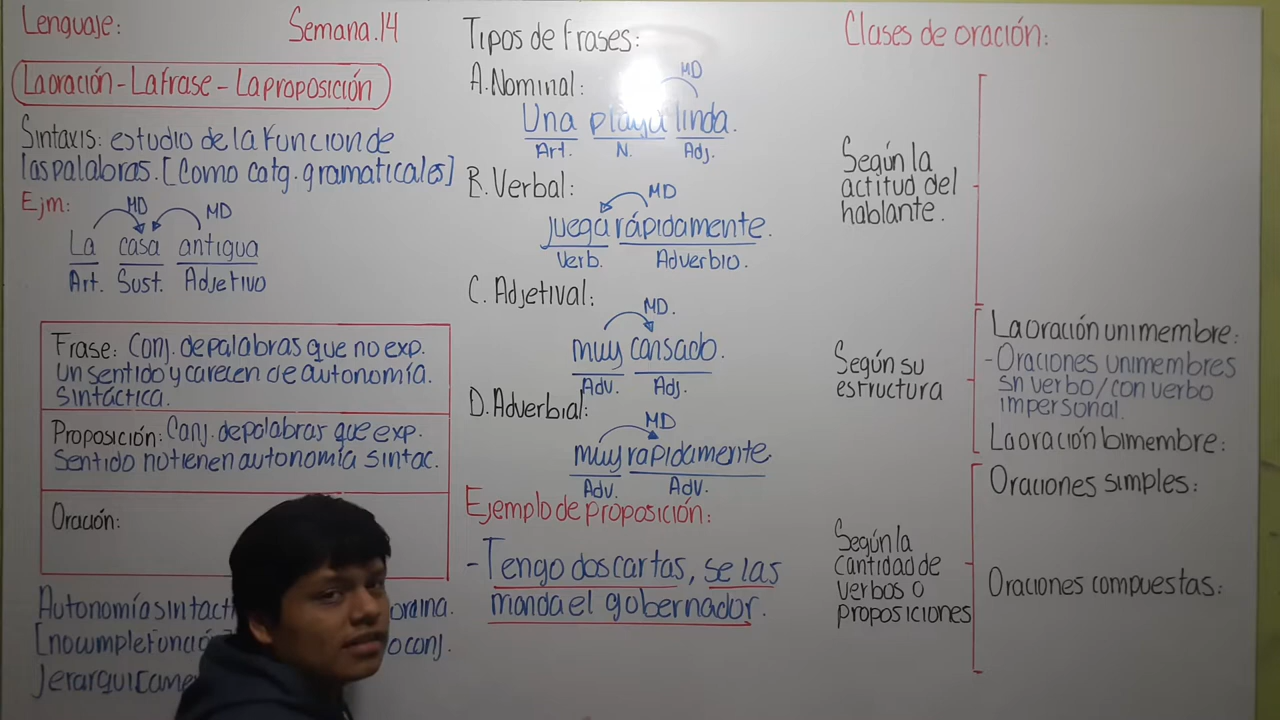 Lenguaje:
Semana.14
La oración - La frase - La proposición
Sintaxis: estudio de la función de
las palabras. [Como catg. gramaticales]
Ejm:
MD MD
La casa antigua
Art. Sust. Adjetivo
Frase: Conj. de palabras que no exp.
un sentido y carecen de autonomía.
sintáctica.
Proposición: Conj. de palabras que exp.
sentido no tienen autonomía sintac.
Oración:
Autonomía
[no cumple o conj.
Tipos de frases:
A. Nominal:
MD
Una playa linda.
Art. N. Adj.
B. Verbal:
MD
juega rápidamente.
Verb. Adverbio.
C. Adjetival:
MD.
muy cansado.
Adv. Adj.
D. Adverbial:
MD
muy rapidamente
Adv. Adv.
Ejemplo de proposición:
- Tengo dos cartas, se las
manda el gobernador.
Clases de oración:
Según la
actitud del
hablante.
Según su
estructura
La oración unimembre:
- Oraciones unimembres
sn verbo/con verbo
impersonal.
La oración bimembre:
Según la
cantidad de
verbos o
proposiciones
Oraciones simples:
Oraciones compuestas: